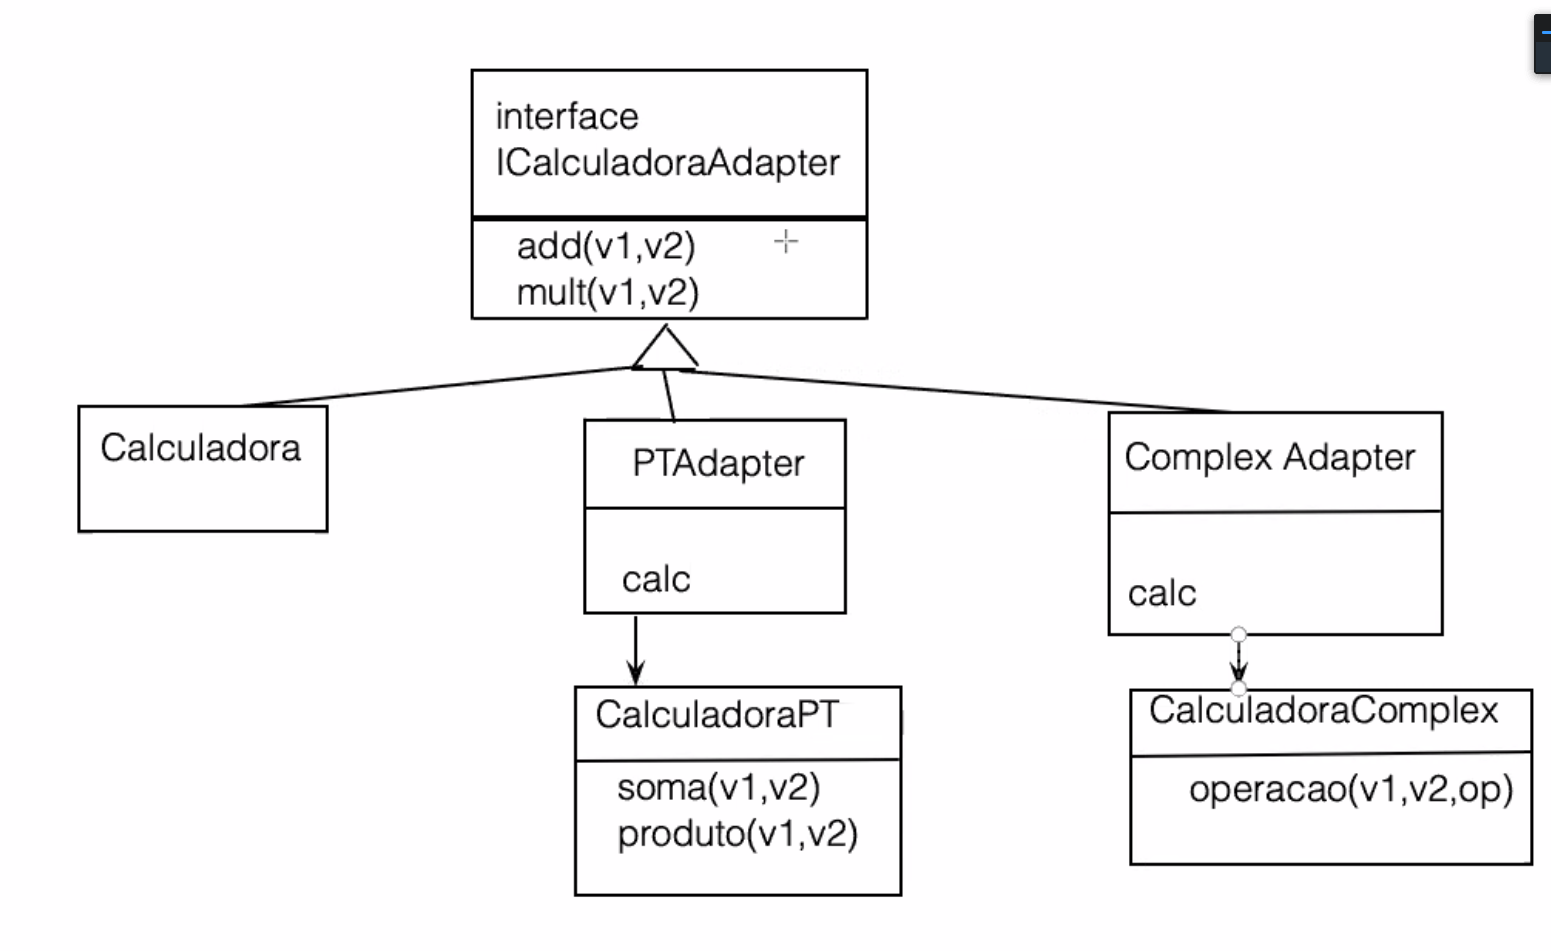 interface
ICalculadoraAdapter
add(v1,v2)
mult(v1,v2)
Calculadora
PTAdapter
calc
Complex Adapter
calc
CalculadoraPT
soma(v1,v2)
produto(v1,v2)
CalculadoraComplex
operacao(v1,v2,op)